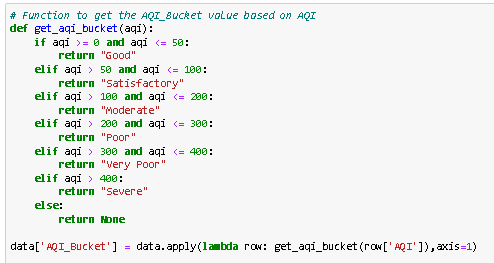 # Function to get the AQI_Bucket value based on AQI
def get_aqi_bucket(aqi):
    if aqi >= 0 and aqi <= 50:
        return "Good"
    elif aqi > 50 and aqi <= 100:
        return "Satisfactory"
    elif aqi > 100 and aqi <= 200:
        return "Moderate"
    elif aqi > 200 and aqi <= 300:
        return "Poor"
    elif aqi > 300 and aqi <= 400:
        return "Very Poor"
    elif aqi > 400:
        return "Severe"
    else:
        return None
data['AQI_Bucket'] = data.apply(lambda row: get_aqi_bucket(row['AQI']),axis=1)